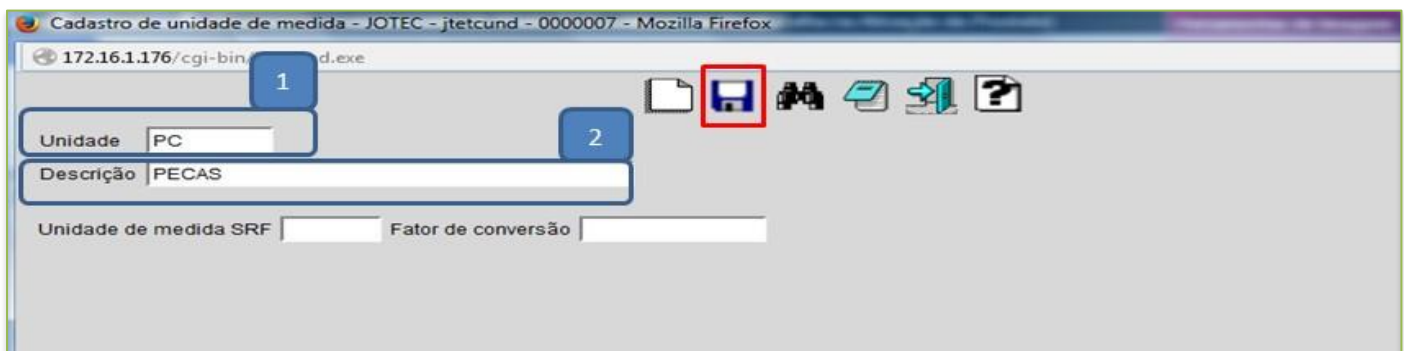 Cadastro de unidade de medida - JOTEC - jtetcund - 0000007 - Mozilla Firefox
172.16.1.176/cgi-bin/ d.exe
1
Unidade PC
2
Descrição PECAS
Unidade de medida SRF Fator de conversão